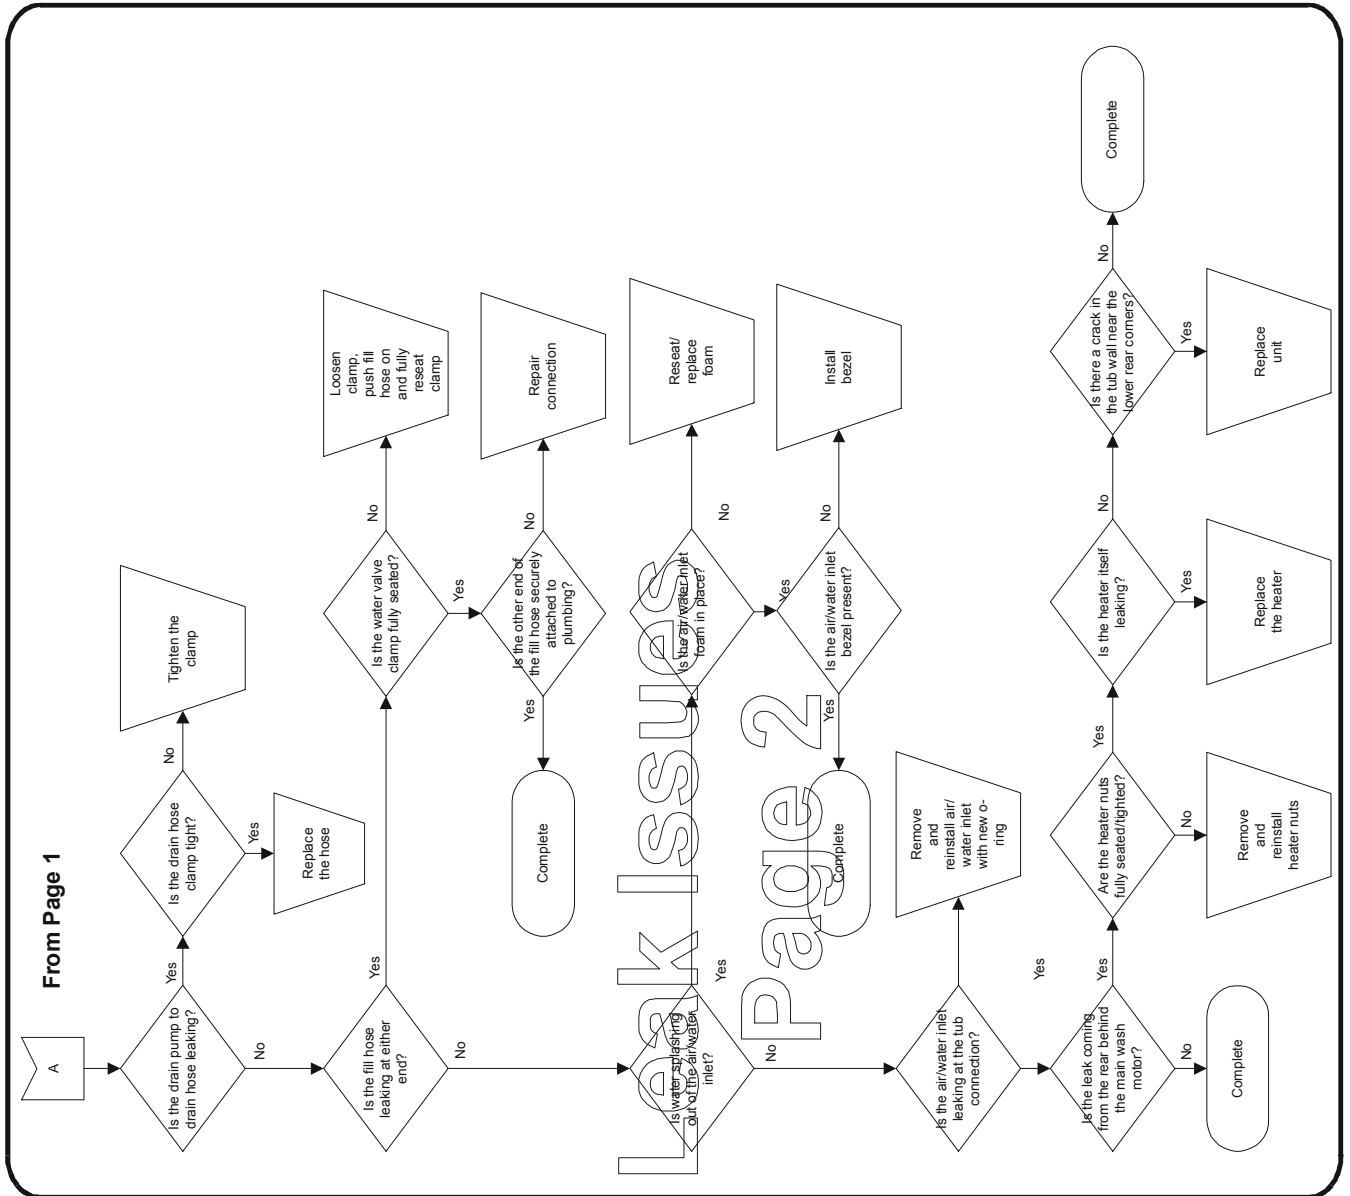 From Page 1
A
Is the drain pump to
drain hose leaking?
Yes
Is the drain hose
clamp tight?
No
Tighten the
clamp
Yes
Replace
the hose
No
Is the fill hose
leaking at either
end?
Yes
Is the water valve
clamp fully seated?
No
Loosen
clamp,
push fill
hose on
and fully
reseat
clamp
Yes
Is the other end of
the fill hose securely
attached to
plumbing?
No
Repair
connection
Yes
Complete
No
Leak Issues
Page 2
Is water splashing
out of the air/water
inlet?
Yes
Is the air/water inlet
foam in place?
No
Reseat/
replace
foam
Yes
Is the air/water inlet
bezel present?
No
Install
bezel
Yes
Complete
No
Is the air/water inlet
leaking at the tub
connection?
Yes
Remove
and
reinstall air/
water inlet
with new o-
ring
Is the leak coming
from the rear behind
the main wash
motor?
Yes
Are the heater nuts
fully seated/tighted?
Yes
Is the heater itself
leaking?
No
Is there a crack in
the tub wall near the
lower rear corners?
No
Complete
No
Complete
No
Remove
and
reinstall
heater nuts
Yes
Replace
the heater
Yes
Replace
unit